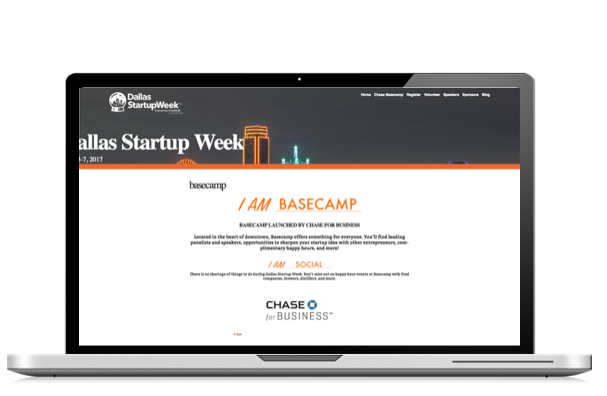 Dallas
StartupWeek
Home Chase Basecamp Register Volunteer Speakers Sponsors Blog
allas Startup Week
-7, 2017
basecamp
I AM BASECAMP
BASECAMP LAUNCHED BY CHASE FOR BUSINESS
Located in the heart of downtown, Basecamp offers something for everyone. You'll find leading
panelists and speakers, opportunities to sharpen your startup idea with other entrepreneurs, com-
plimentary happy hours, and more!
I AM SOCIAL
There is no shortage of things to do during Dallas Startup Week. Don't miss out on happy hour events at Basecamp with food
companies, brewers, distillers, and more.
CHASE
for BUSINESS